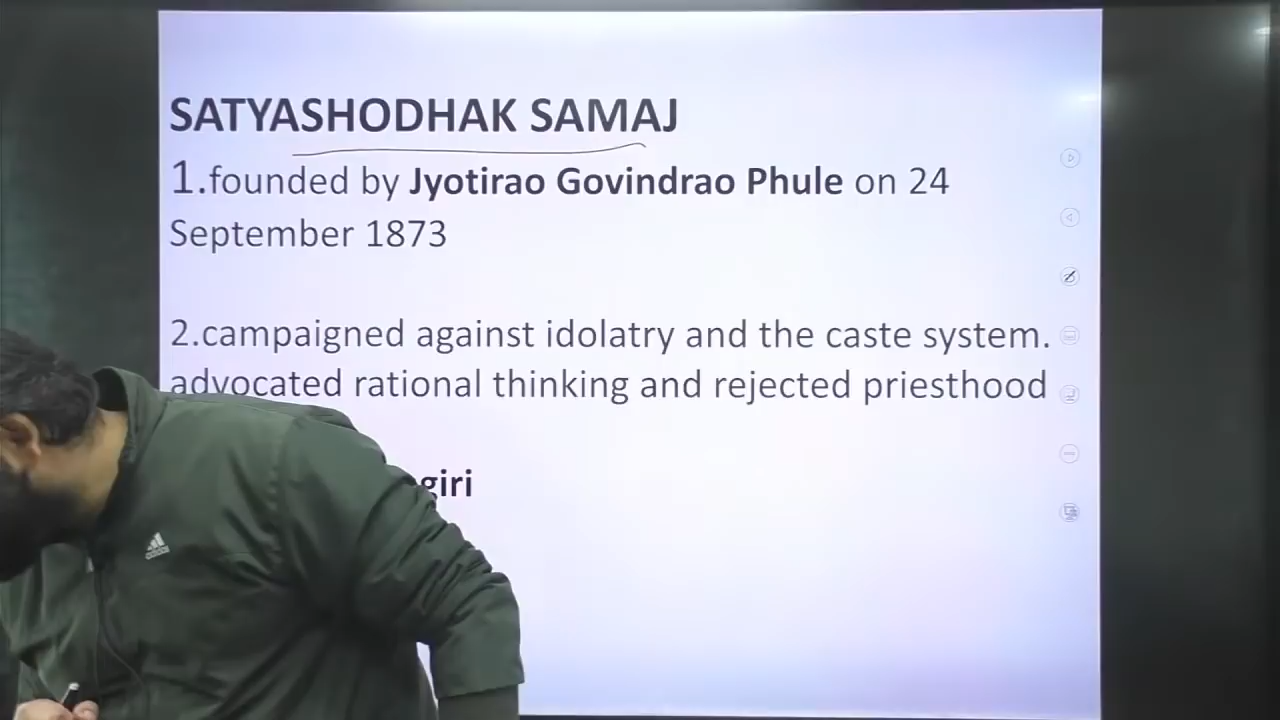 SATYASHODHAK SAMAJ
1.founded by Jyotirao Govindrao Phule on 24
September 1873
2.campaigned against idolatry and the caste system.
advocated rational thinking and rejected priesthood